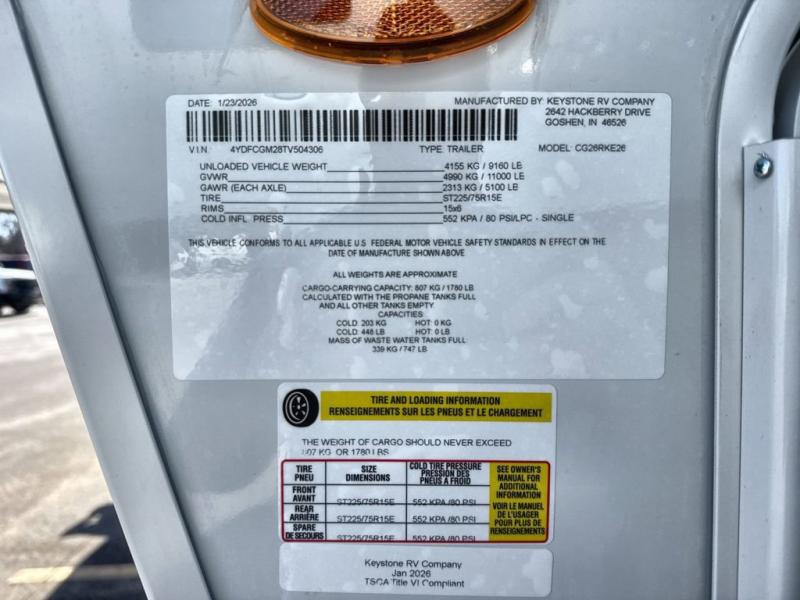 DATE: 1/23/2026
MANUFACTURED BY: KEYSTONE RV COMPANY
2642 HACKBERRY DRIVE
GOSHEN, IN 46526
V.I.N. 4YDFCGM28TV504306 TYPE: TRAILER MODEL: CG26RKE26
UNLOADED VEHICLE WEIGHT 4155 KG / 9160 LB
GVWR 4990 KG / 11000 LB
GAWR (EACH AXLE) 2313 KG / 5100 LB
TIRE ST225/75R15E
RIMS 15x6
COLD INFL. PRESS 552 KPA / 80 PSI/LPC - SINGLE
THIS VEHICLE CONFORMS TO ALL APPLICABLE U.S. FEDERAL MOTOR VEHICLE SAFETY STANDARDS IN EFFECT ON THE
DATE OF MANUFACTURE SHOWN ABOVE
ALL WEIGHTS ARE APPROXIMATE
CARGO-CARRYING CAPACITY: 807 KG / 1780 LB
CALCULATED WITH THE PROPANE TANKS FULL
AND ALL OTHER TANKS EMPTY
CAPACITIES
COLD: 203 KG HOT: 0 KG
COLD: 448 LB HOT: 0 LB
MASS OF WASTE WATER TANKS FULL:
339 KG / 747 LB
TIRE AND LOADING INFORMATION
RENSEIGNEMENTS SUR LES PNEUS ET LE CHARGEMENT
THE WEIGHT OF CARGO SHOULD NEVER EXCEED
807 KG OR 1780 LBS
TIRE
PNEU
SIZE
DIMENSIONS
COLD TIRE PRESSURE
PRESSION DES
PNEUS A FROID
FRONT
AVANT
ST225/75R15E 552 KPA /80 PSI
REAR
ARRIÈRE
ST225/75R15E 552 KPA /80 PSI
SPARE
DE SECOURS
ST225/75R15E 552 KPA /80 PSI
SEE OWNER'S
MANUAL FOR
ADDITIONAL
INFORMATION
VOIR LE MANUEL
DE L'USAGER
POUR PLUS DE
RENSEIGNEMENTS
Keystone RV Company
Jan 2026
TSCA Title VI Compliant